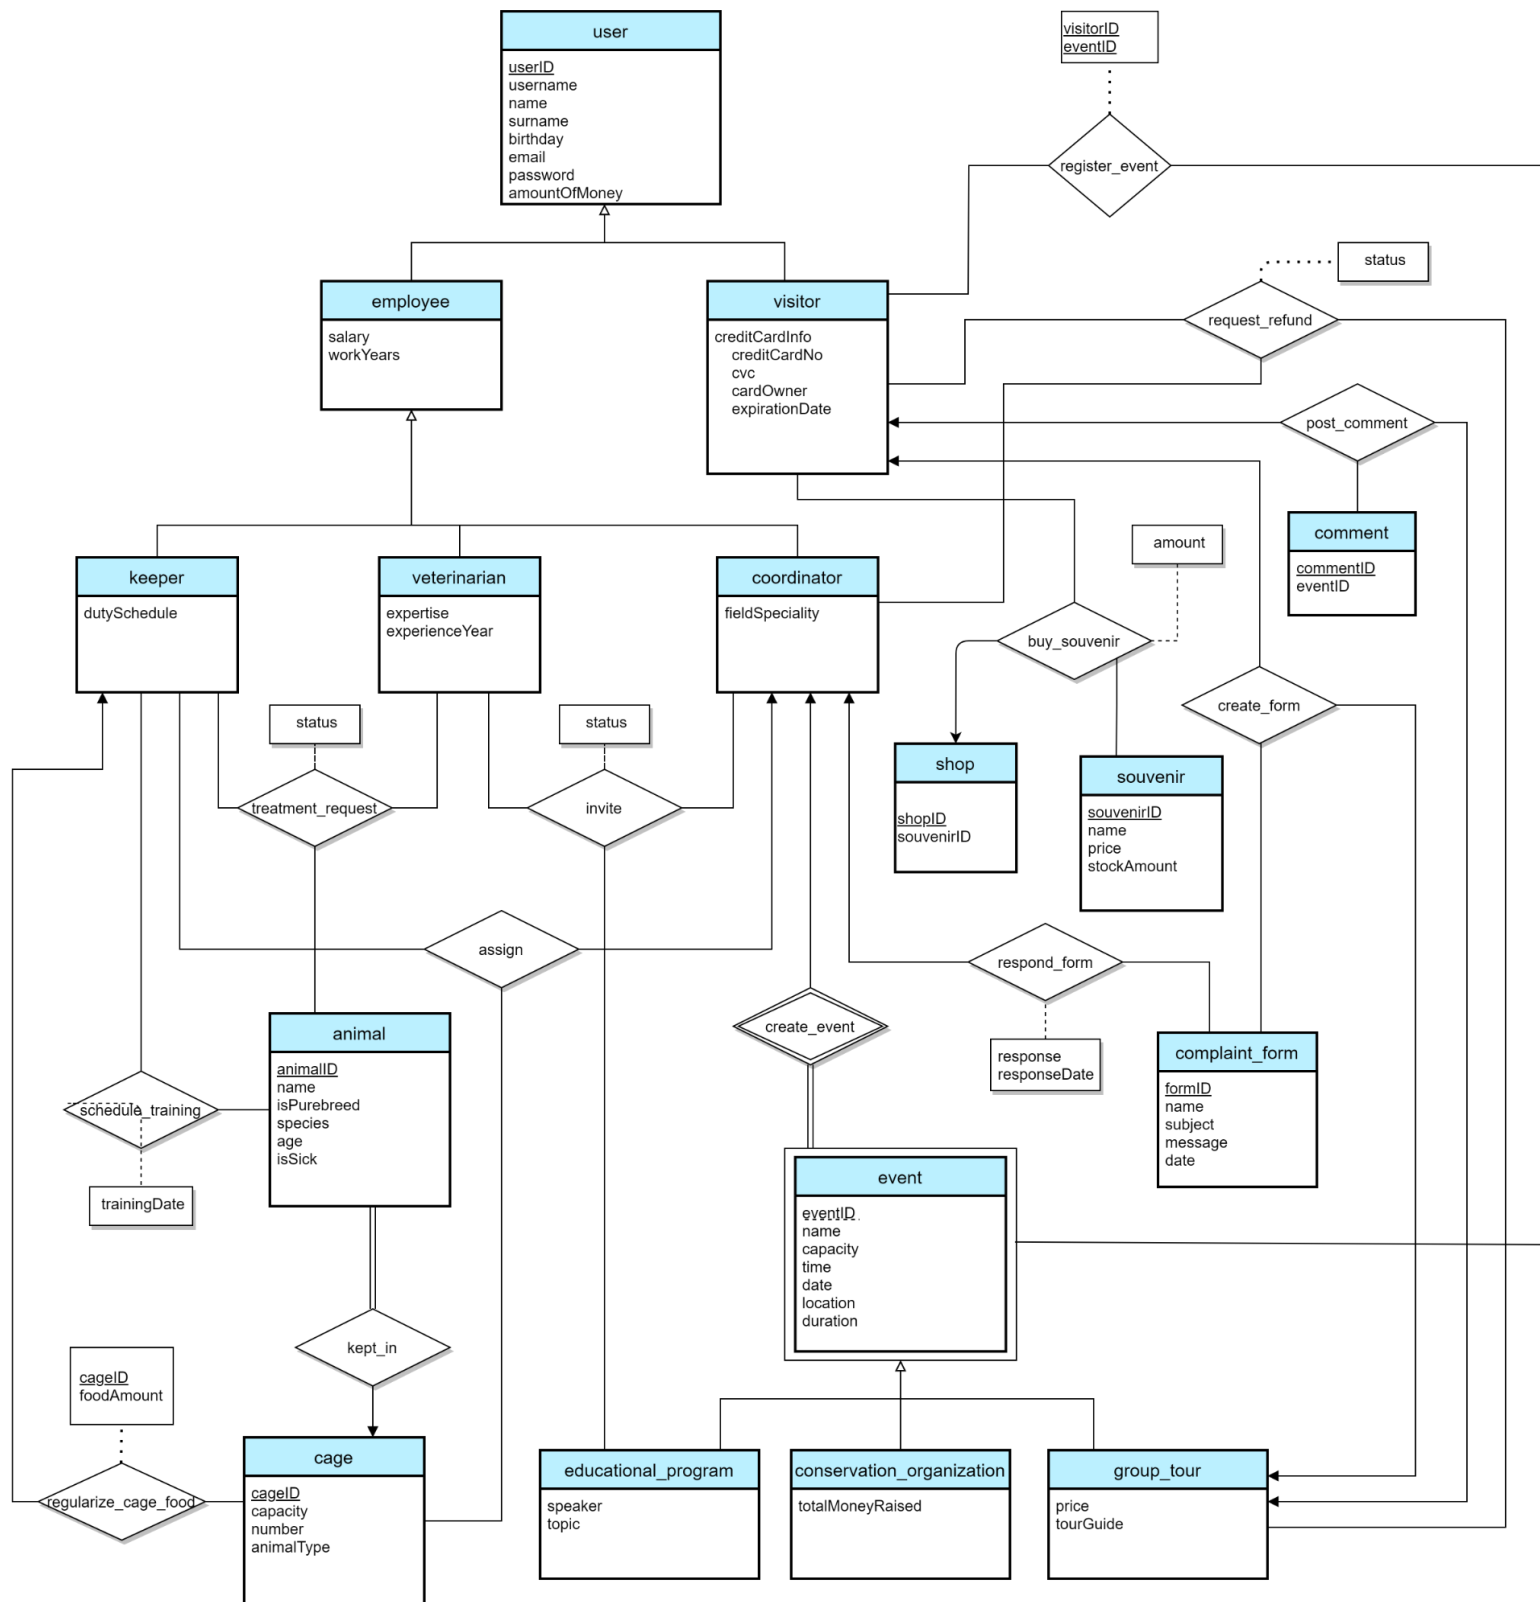 user
userID
username
name
surname
birthday
email
password
amountOfMoney
visitorID
eventID
register_event
employee
salary
workYears
visitor
creditCardInfo
creditCardNo
cvc
cardOwner
expirationDate
status
request_refund
post_comment
comment
commentID
eventID
keeper
dutySchedule
veterinarian
expertise
experienceYear
coordinator
fieldSpeciality
amount
buy_souvenir
create_form
status
treatment_request
status
invite
shop
shopID
souvenirID
souvenir
souvenirID
name
price
stockAmount
assign
respond_form
response
responseDate
create_event
complaint_form
formID
name
subject
message
date
animal
animalID
name
isPurebreed
species
age
isSick
schedule_training
trainingDate
event
eventID
name
capacity
time
date
location
duration
kept_in
cageID
foodAmount
regularize_cage_food
cage
cageID
capacity
number
animalType
educational_program
speaker
topic
conservation_organization
totalMoneyRaised
group_tour
price
tourGuide